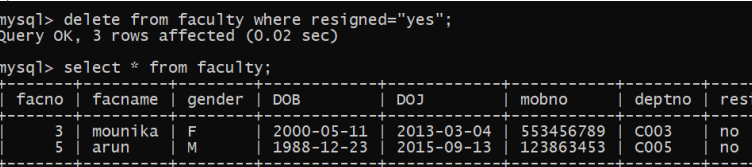 mysql> delete from faculty where resigned="yes";
Query OK, 3 rows affected (0.02 sec)
mysql> select * from faculty;
+-------+---------+--------+------------+------------+-----------+--------+-----
| facno | facname | gender | DOB        | DOJ        | mobno     | deptno | res
+-------+---------+--------+------------+------------+-----------+--------+-----
|     3 | mounika | F      | 2000-05-11 | 2013-03-04 | 553456789 | C003   | no
|     5 | arun    | M      | 1988-12-23 | 2015-09-13 | 123863453 | C005   | no
+-------+---------+--------+------------+------------+-----------+--------+-----